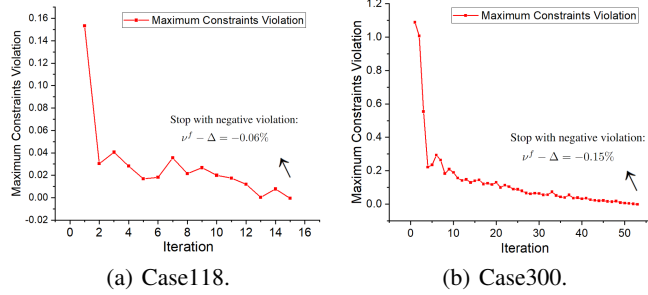 Maximum Constraints Violation
0.16
0.14
0.12
0.10
0.08
0.06
0.04
0.02
0.00
-0.02
Maximum Constraints Violation
Stop with negative violation:
ν^f − Δ = −0.06%
0 2 4 6 8 10 12 14 16
Iteration
(a) Case118.
Maximum Constraints Violation
1.2
1.0
0.8
0.6
0.4
0.2
0.0
Maximum Constraints Violation
Stop with negative violation:
ν^f − Δ = −0.15%
0 10 20 30 40 50
Iteration
(b) Case300.